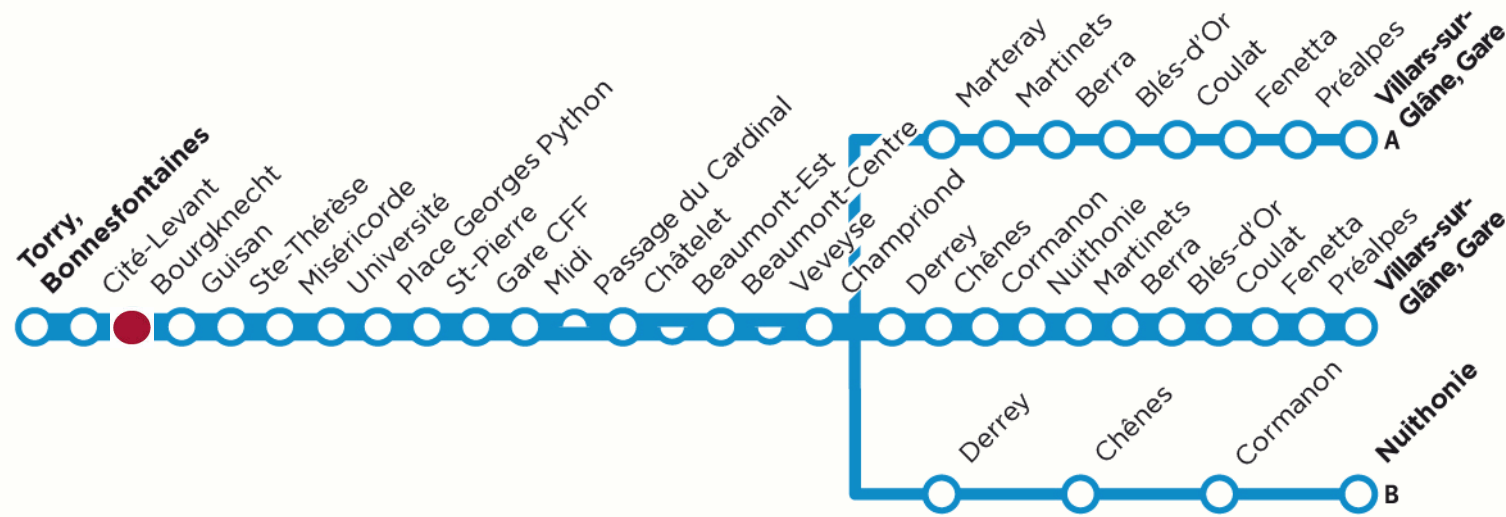 Torry,
Bonnesfontaines
Cité-Levant
Bourgknecht
Guisan
Ste-Thérèse
Miséricorde
Université
Place Georges Python
St-Pierre
Gare CFF
Midi
Passage du Cardinal
Châtelet
Beaumont-Est
Beaumont-Centre
Veveyse
Champriond
Marteray
Martinets
Berra
Blés-d'Or
Coulat
Fenetta
Préalpes
Villars-sur-
Glâne, Gare
A
Derrey
Chênes
Cormanon
Nuithonie
Martinets
Berra
Blés-d'Or
Coulat
Fenetta
Préalpes
Villars-sur-
Glâne, Gare
Derrey
Chênes
Cormanon
Nuithonie
B